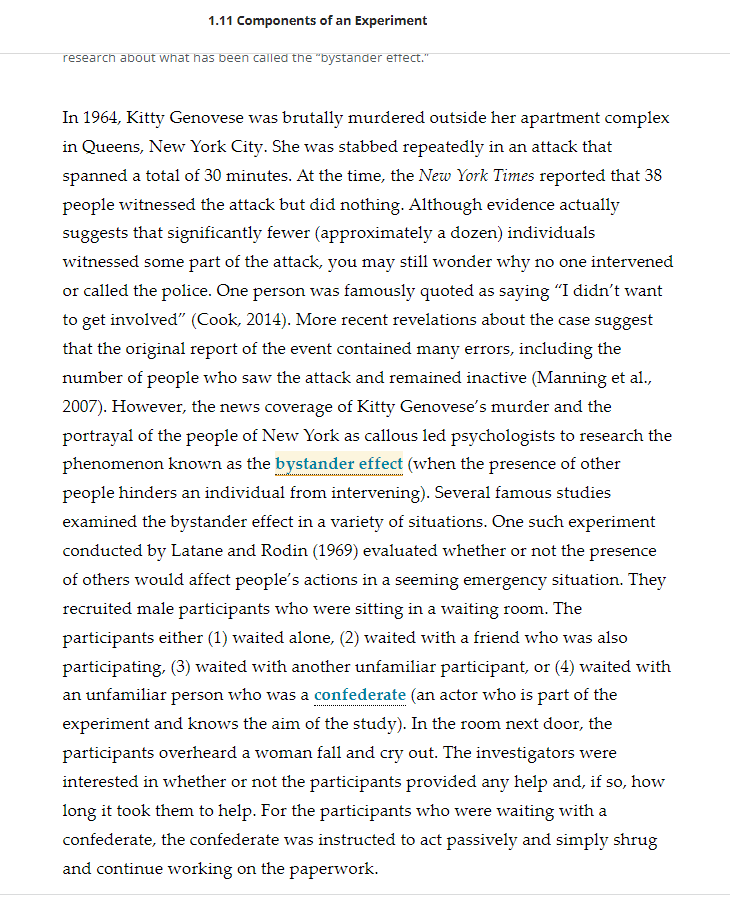 1.11 Components of an Experiment
research about what has been called the "bystander effect."
In 1964, Kitty Genovese was brutally murdered outside her apartment complex
in Queens, New York City. She was stabbed repeatedly in an attack that
spanned a total of 30 minutes. At the time, the New York Times reported that 38
people witnessed the attack but did nothing. Although evidence actually
suggests that significantly fewer (approximately a dozen) individuals
witnessed some part of the attack, you may still wonder why no one intervened
or called the police. One person was famously quoted as saying “I didn’t want
to get involved” (Cook, 2014). More recent revelations about the case suggest
that the original report of the event contained many errors, including the
number of people who saw the attack and remained inactive (Manning et al.,
2007). However, the news coverage of Kitty Genovese’s murder and the
portrayal of the people of New York as callous led psychologists to research the
phenomenon known as the bystander effect (when the presence of other
people hinders an individual from intervening). Several famous studies
examined the bystander effect in a variety of situations. One such experiment
conducted by Latane and Rodin (1969) evaluated whether or not the presence
of others would affect people’s actions in a seeming emergency situation. They
recruited male participants who were sitting in a waiting room. The
participants either (1) waited alone, (2) waited with a friend who was also
participating, (3) waited with another unfamiliar participant, or (4) waited with
an unfamiliar person who was a confederate (an actor who is part of the
experiment and knows the aim of the study). In the room next door, the
participants overheard a woman fall and cry out. The investigators were
interested in whether or not the participants provided any help and, if so, how
long it took them to help. For the participants who were waiting with a
confederate, the confederate was instructed to act passively and simply shrug
and continue working on the paperwork.